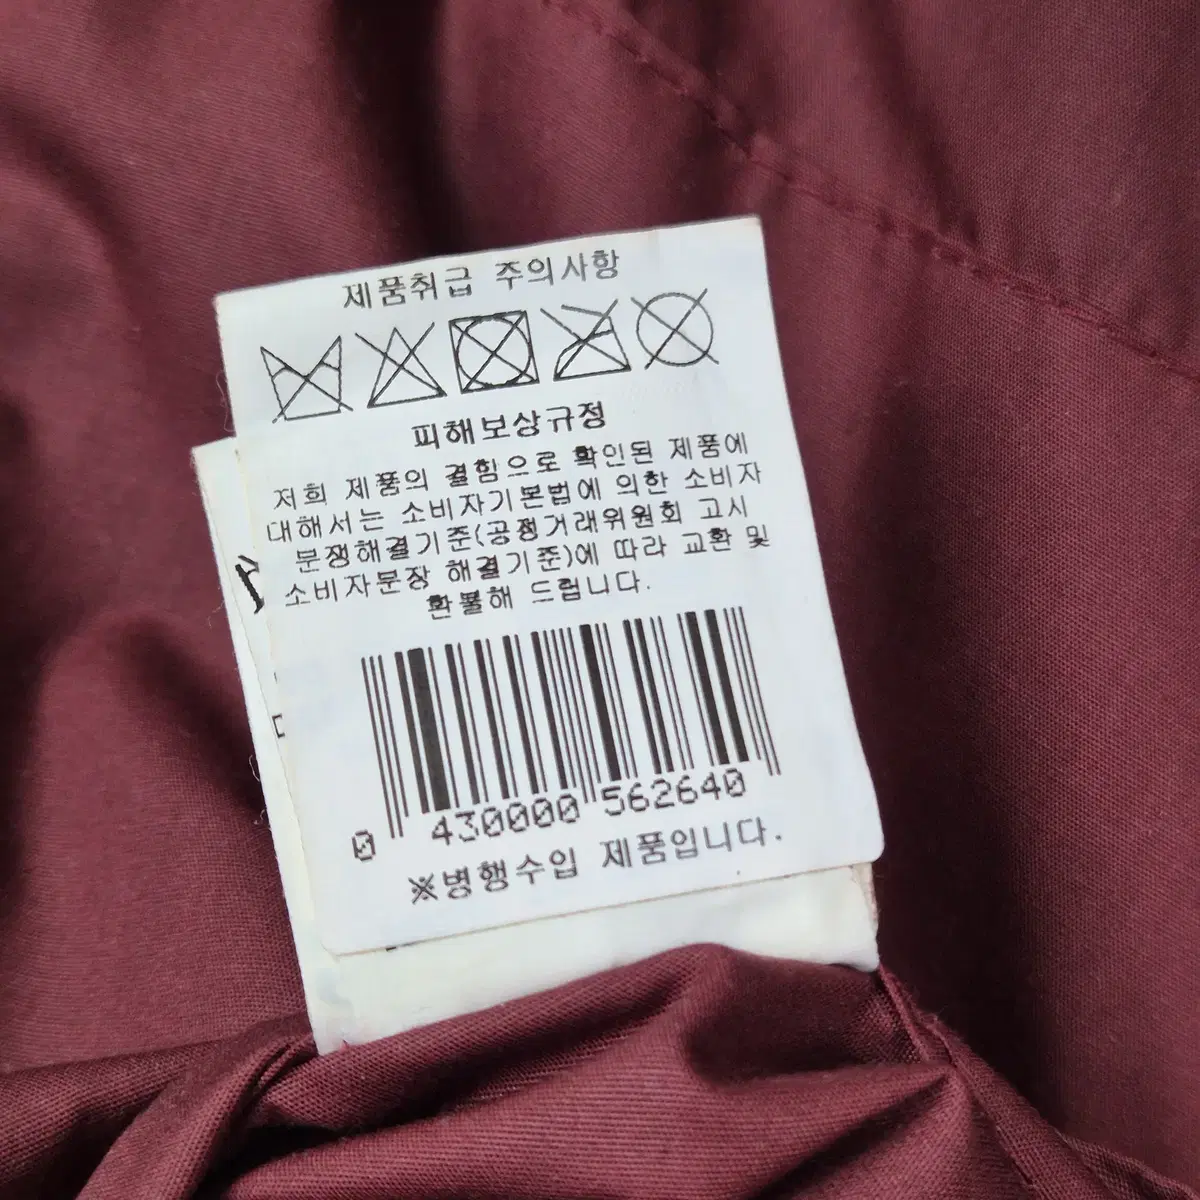 제품취급 주의사항
피해보상규정
저희 제품의 결힘으로 확인된 제품에
대해서는 소비자기본법에 의한 소비자
분쟁해결기준(공정거래위원회 고시
소비자분장 해결기준)에 따라 교환 및
환불해 드립니다.
0 430000 562640
※병행수입 제품입니다.